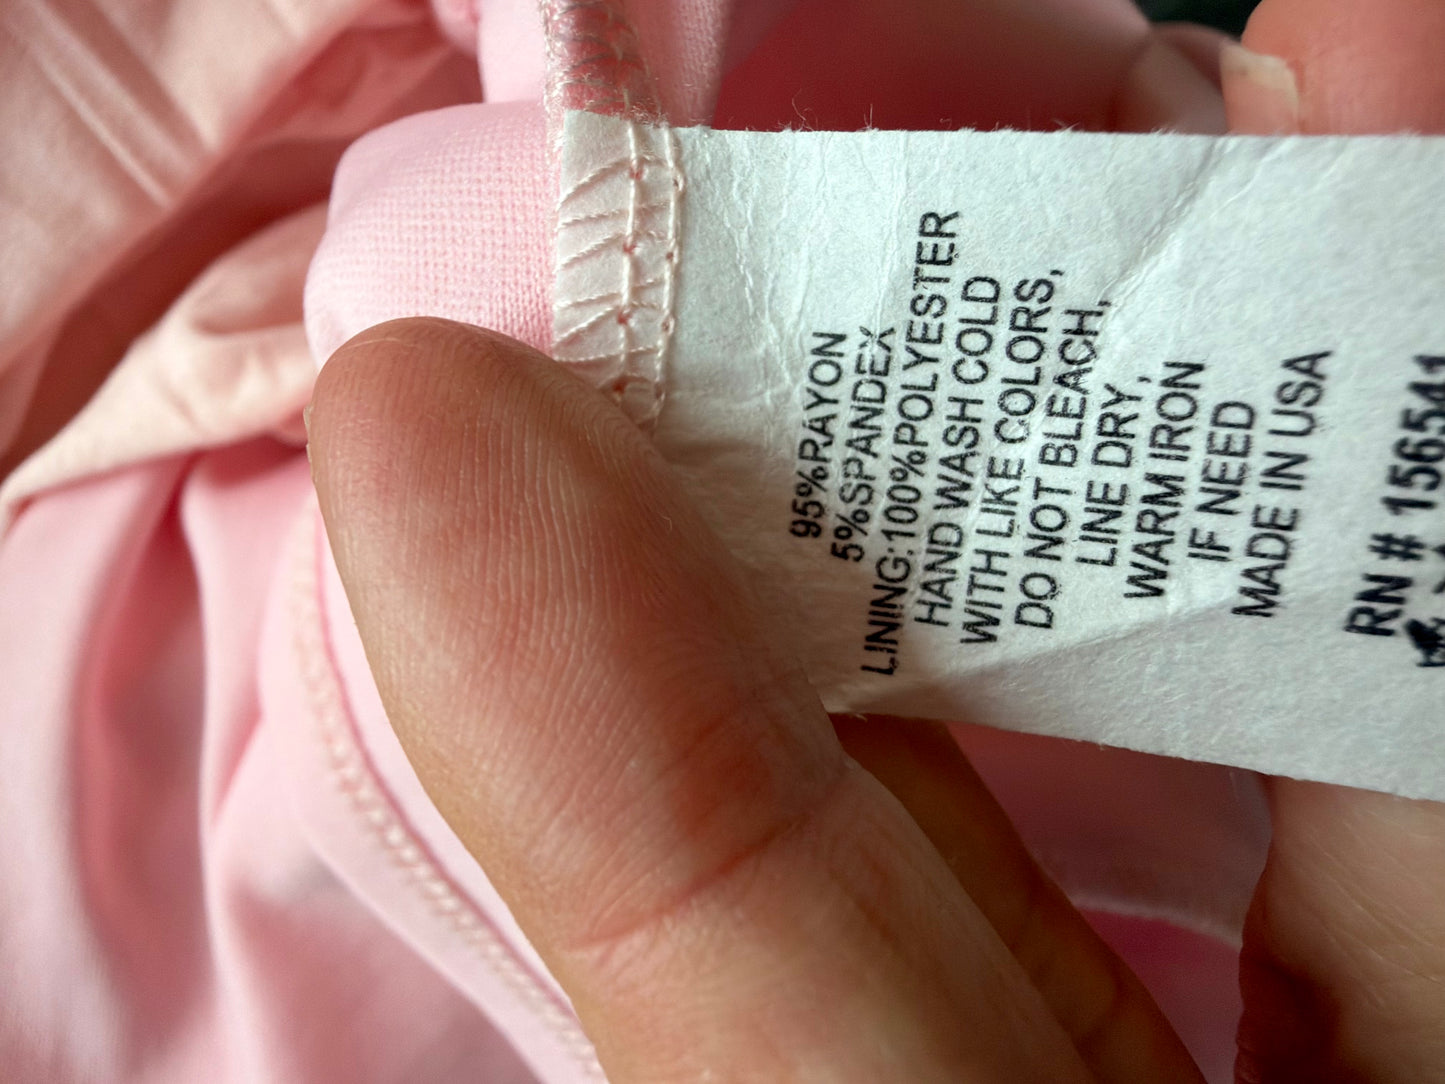 95%RAYON
5%SPANDEX
LINING:100%POLYESTER
HAND WASH COLD
WITH LIKE COLORS,
DO NOT BLEACH,
LINE DRY,
WARM IRON
IF NEED
MADE IN USA
RN # 156541